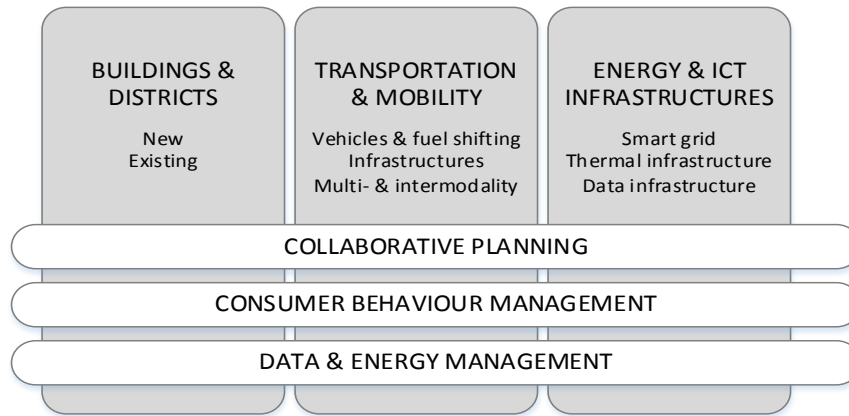 BUILDINGS &
DISTRICTS
New
Existing
TRANSPORTATION
& MOBILITY
Vehicles & fuel shifting
Infrastructures
Multi- & intermodality
ENERGY & ICT
INFRASTRUCTURES
Smart grid
Thermal infrastructure
Data infrastructure
COLLABORATIVE PLANNING
CONSUMER BEHAVIOUR MANAGEMENT
DATA & ENERGY MANAGEMENT